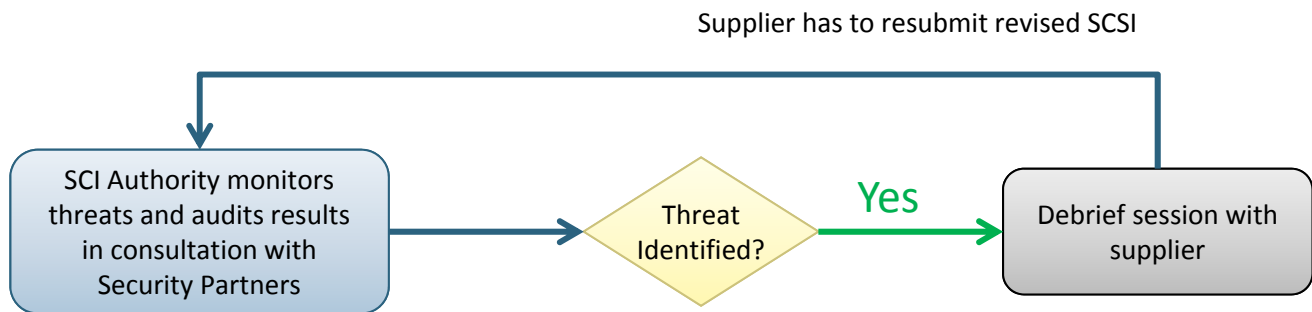 Supplier has to resubmit revised SCSI
SCI Authority monitors
threats and audits results
in consultation with
Security Partners
Threat
Identified?
Yes
Debrief session with
supplier